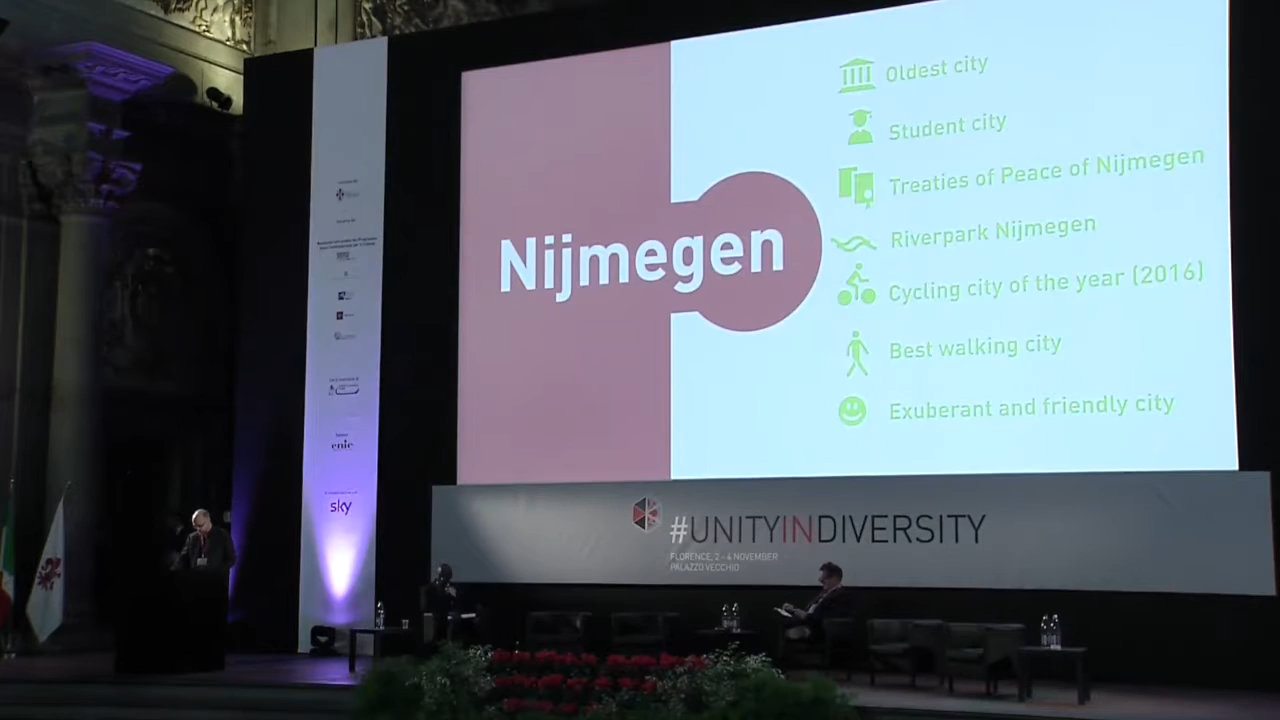 Nijmegen
Oldest city
Student city
Treaties of Peace of Nijmegen
Riverpark Nijmegen
Cycling city of the year (2016)
Best walking city
Exuberant and friendly city
#UNITYINDIVERSITY
FLORENCE, 2 - 4 NOVEMBER
PALAZZO VECCHIO
enic
sky